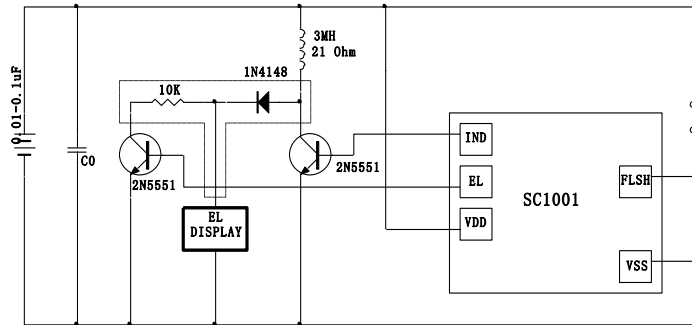 3MH
21 Ohm
1N4148
10K
0.01-0.1uF
C0
2N5551
2N5551
IND
EL
VDD
FLSH
VSS
SC1001
EL
DISPLAY